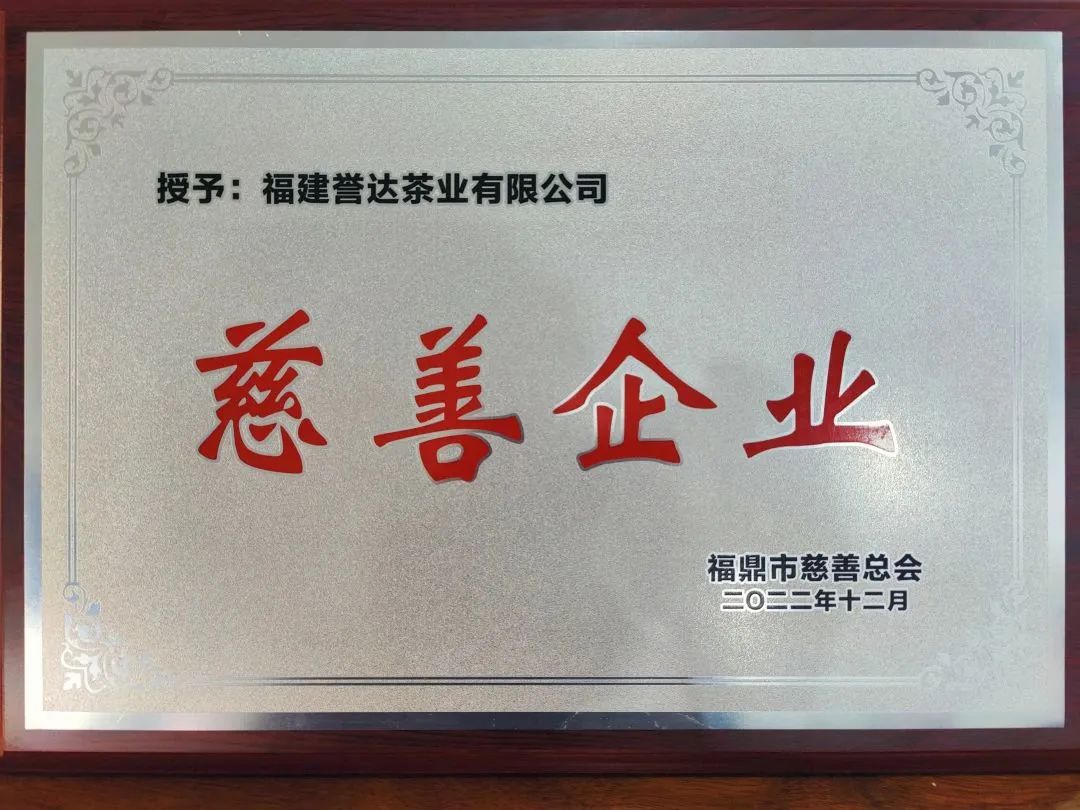 授予：福建誉达茶业有限公司
慈善企业
福鼎市慈善总会
二〇二二年十二月